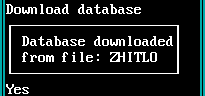 Download database
Database downloaded
from file: ZHITLO
Yes